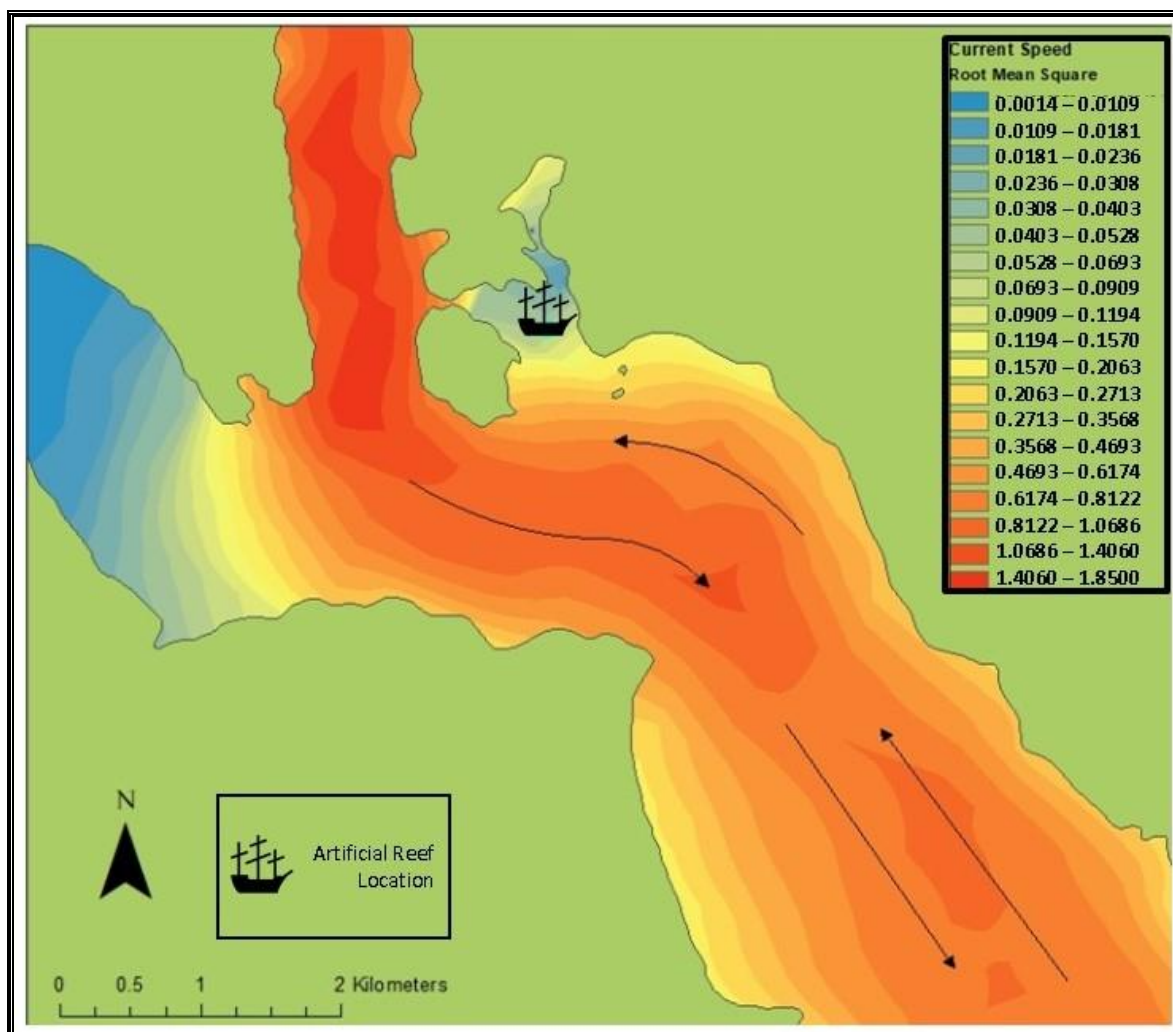 Current Speed
Root Mean Square
0.0014 – 0.0109
0.0109 – 0.0181
0.0181 – 0.0236
0.0236 – 0.0308
0.0308 – 0.0403
0.0403 – 0.0528
0.0528 – 0.0693
0.0693 – 0.0909
0.0909 – 0.1194
0.1194 – 0.1570
0.1570 – 0.2063
0.2063 – 0.2713
0.2713 – 0.3568
0.3568 – 0.4693
0.4693 – 0.6174
0.6174 – 0.8122
0.8122 – 1.0686
1.0686 – 1.4060
1.4060 – 1.8500
N
Artificial Reef
Location
0 0.5 1 2 Kilometers